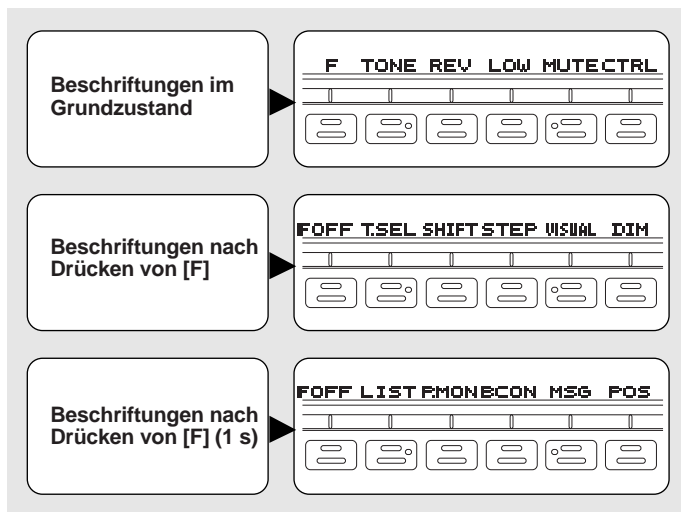 Beschriftungen im
Grundzustand
F TONE REV LOW MUTE CTRL
Beschriftungen nach
Drücken von [F]
FOFF T.SEL SHIFT STEP VISUAL DIM
Beschriftungen nach
Drücken von [F] (1 s)
FOFF LIST P.MON BCON MSG POS